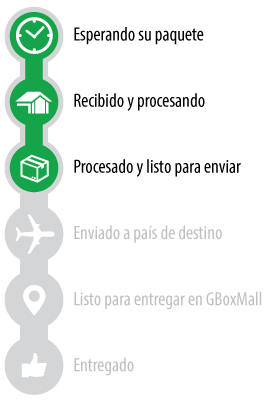 Esperando su paquete
Recibido y procesando
Procesado y listo para enviar
Enviado a país de destino
Listo para entregar en GBoxMall
Entregado